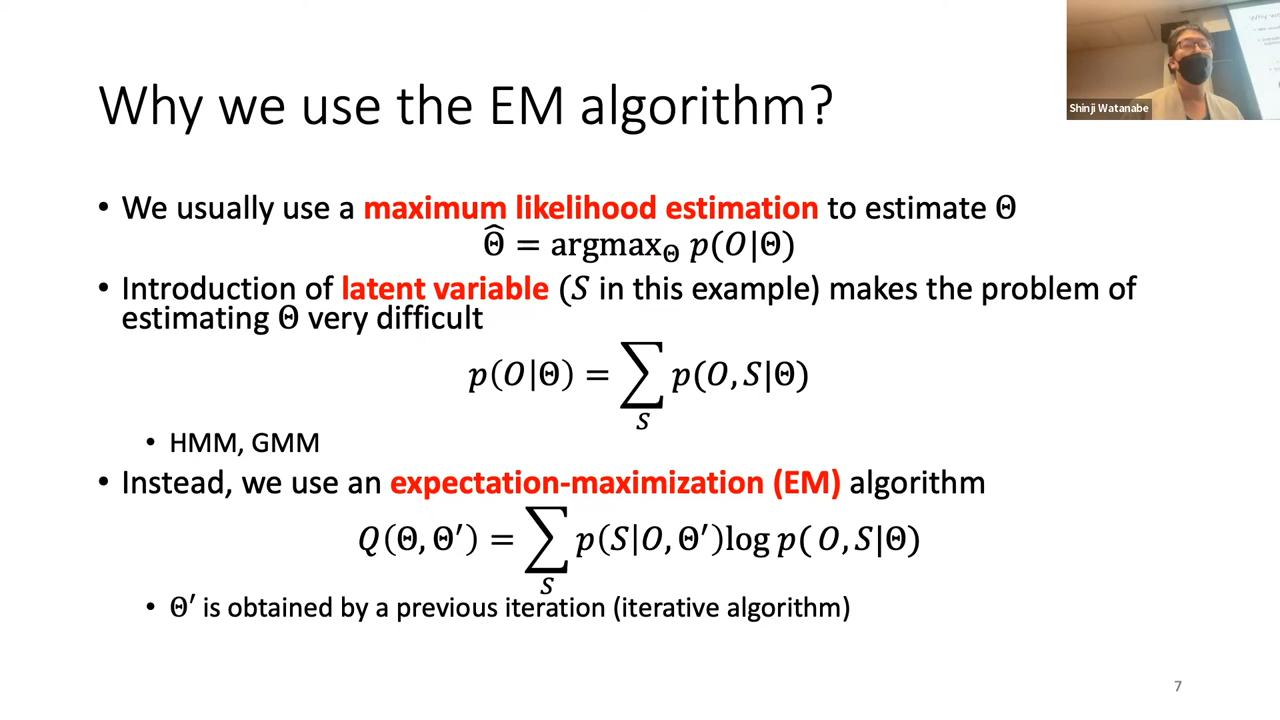 Why we use the EM algorithm?
Shinji Watanabe
• We usually use a maximum likelihood estimation to estimate Θ
Θ̂ = argmax_Θ p(O|Θ)
• Introduction of latent variable (S in this example) makes the problem of
estimating Θ very difficult
p(O|Θ) = ∑_S p(O, S|Θ)
• HMM, GMM
• Instead, we use an expectation-maximization (EM) algorithm
Q(Θ, Θ′) = ∑_S p(S|O, Θ′)log p( O, S|Θ)
• Θ′ is obtained by a previous iteration (iterative algorithm)
7